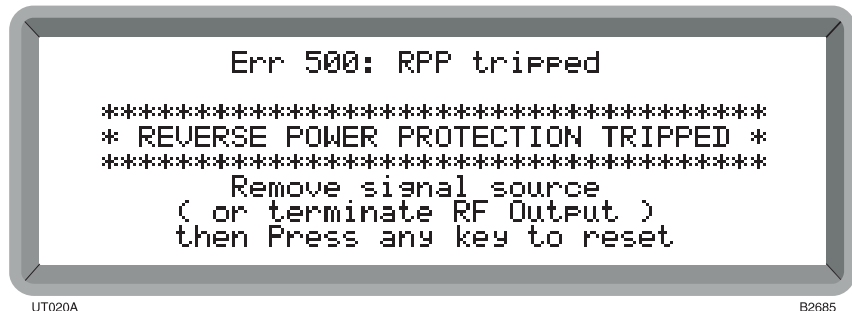 Err 500: RPP tripped
************************************
* REVERSE POWER PROTECTION TRIPPED *
************************************
Remove signal source
( or terminate RF Output )
then Press any key to reset
UT020A
B2685